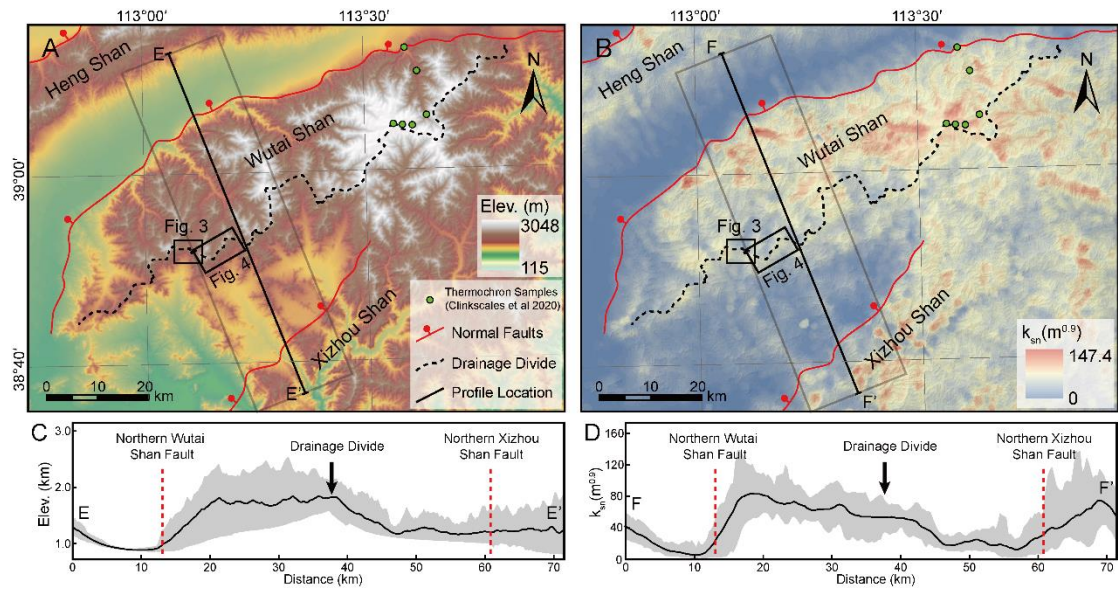 113°00'
113°30'
113°00'
113°30'
A
Heng Shan
E
N
Wutai Shan
39°00'
Fig. 3
Fig. 4
Elev. (m)
3048
115
Thermochron Samples
(Clinkscales et al 2020)
Normal Faults
Drainage Divide
Profile Location
Xizhou Shan
38°40'
E'
0
10
20
km
B
Heng Shan
F
N
Wutai Shan
39°00'
Fig. 3
Fig. 4
Xizhou Shan
ksn(m0.9)
147.4
0
38°40'
F'
0
10
20
km
C
Northern Wutai
Shan Fault
Drainage Divide
Northern Xizhou
Shan Fault
3.0
2.0
1.0
Elev. (km)
E
E'
0 10 20 30 40 50 60 70
Distance (km)
D
Northern Wutai
Shan Fault
Drainage Divide
Northern Xizhou
Shan Fault
160
120
80
40
0
ksn(m0.9)
F
F'
0 10 20 30 40 50 60 70
Distance (km)